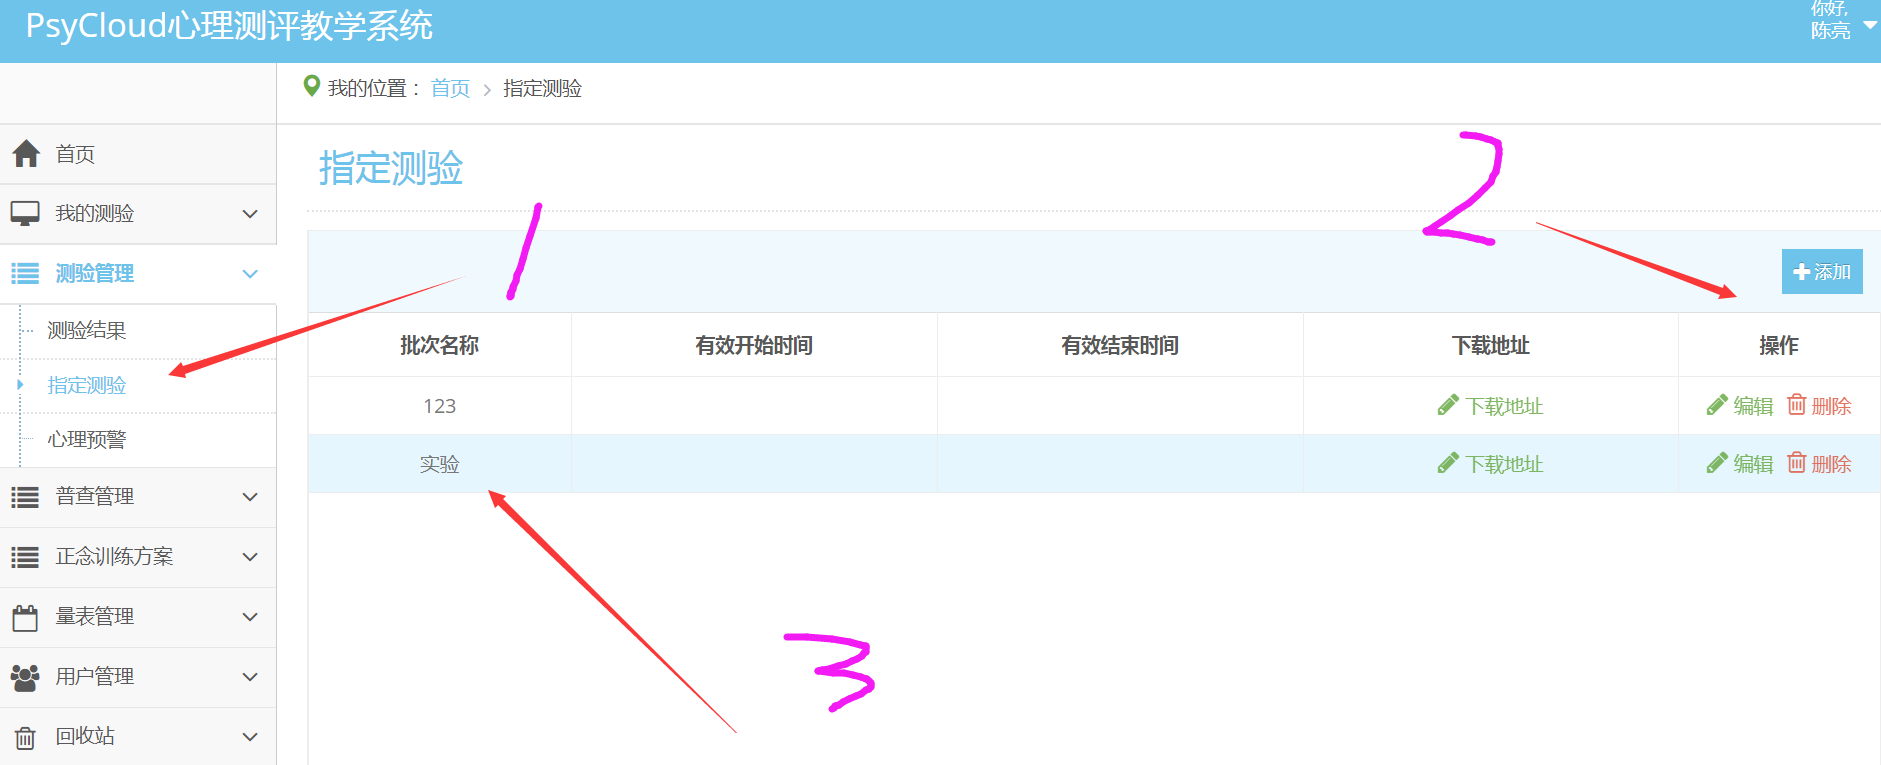 PsyCloud心理测评教学系统
你好,
陈亮
我的位置： 首页 > 指定测验
首页
我的测验
测验管理
测验结果
指定测验
心理预警
普查管理
正念训练方案
量表管理
用户管理
回收站
指定测验
1
2
添加
批次名称 有效开始时间 有效结束时间 下载地址 操作
123 下载地址 编辑 删除
实验 下载地址 编辑 删除
3